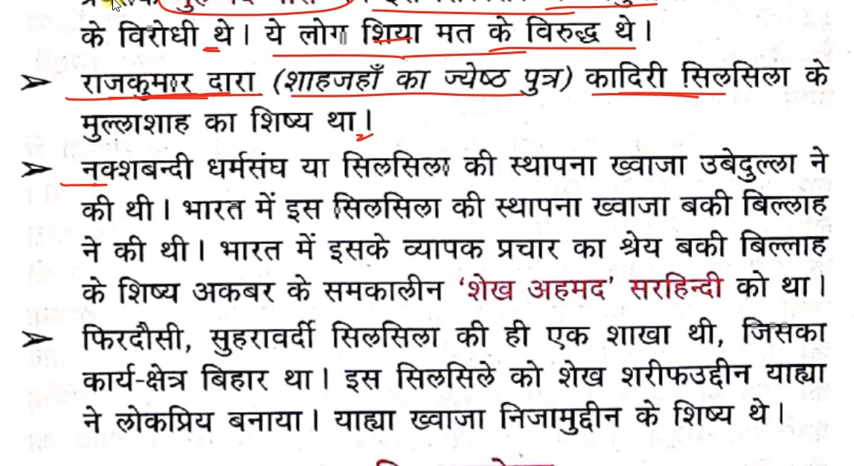 के विरोधी थे। ये लोग शिया मत के विरुद्ध थे।
➢ राजकुमार दारा (शाहजहाँ का ज्येष्ठ पुत्र) कादिरी सिलसिला के
मुल्लाशाह का शिष्य था।
➢ नक्शबन्दी धर्मसंघ या सिलसिला की स्थापना ख्वाजा उबेदुल्ला ने
की थी। भारत में इस सिलसिला की स्थापना ख्वाजा बकी बिल्लाह
ने की थी। भारत में इसके व्यापक प्रचार का श्रेय बकी बिल्लाह
के शिष्य अकबर के समकालीन ‘शेख अहमद’ सरहिन्दी को था।
➢ फिरदौसी, सुहरावर्दी सिलसिला की ही एक शाखा थी, जिसका
कार्य-क्षेत्र बिहार था। इस सिलसिले को शेख शरीफउद्दीन याह्या
ने लोकप्रिय बनाया। याह्या ख्वाजा निजामुद्दीन के शिष्य थे।